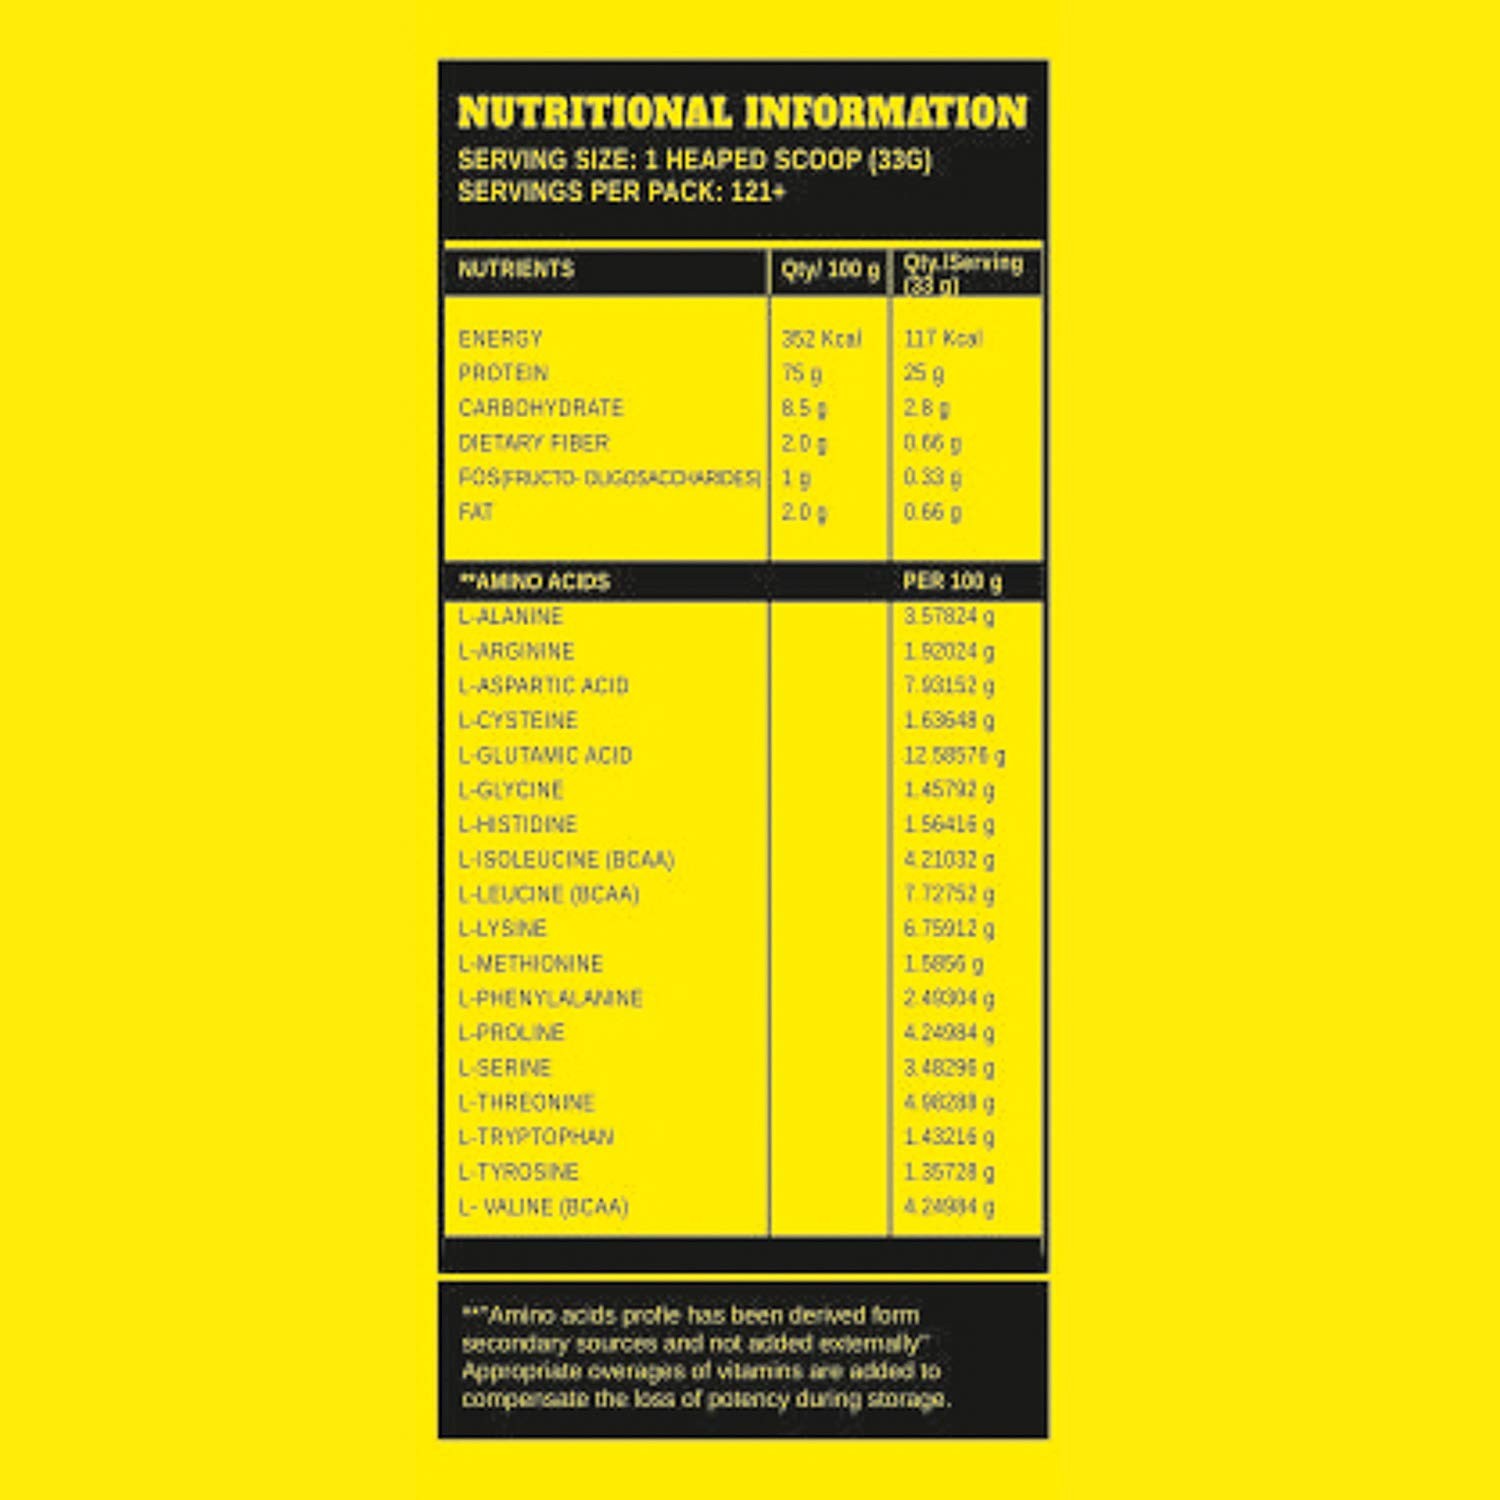 NUTRITIONAL INFORMATION
SERVING SIZE: 1 HEAPED SCOOP (33G)
SERVINGS PER PACK: 121+
NUTRIENTS Qty/ 100 g Qty.|Serving (33 g)
ENERGY 352 Kcal 117 Kcal
PROTEIN 75 g 25 g
CARBOHYDRATE 8.5 g 2.8 g
DIETARY FIBER 2.0 g 0.66 g
FOS(FRUCTO- OLIGOSACCHARIDES) 1 g 0.33 g
FAT 2.0 g 0.66 g
**AMINO ACIDS PER 100 g
L-ALANINE 3.57824 g
L-ARGININE 1.92024 g
L-ASPARTIC ACID 7.93152 g
L-CYSTEINE 1.63648 g
L-GLUTAMIC ACID 12.58576 g
L-GLYCINE 1.45792 g
L-HISTIDINE 1.56416 g
L-ISOLEUCINE (BCAA) 4.21032 g
L-LEUCINE (BCAA) 7.72752 g
L-LYSINE 6.75912 g
L-METHIONINE 1.5856 g
L-PHENYLALANINE 2.49304 g
L-PROLINE 4.24984 g
L-SERINE 3.48296 g
L-THREONINE 4.98288 g
L-TRYPTOPHAN 1.43216 g
L-TYROSINE 1.35728 g
L- VALINE (BCAA) 4.24984 g
**"Amino acids profie has been derived form
secondary sources and not added externally"
Appropriate overages of vitamins are added to
compensate the loss of potency during storage.